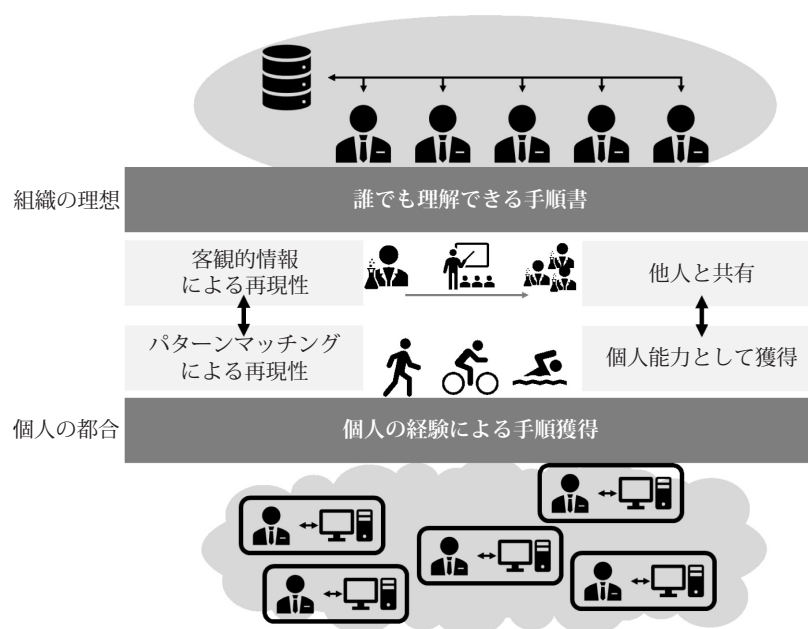 組織の理想
誰でも理解できる手順書
客観的情報
による再現性
他人と共有
パターンマッチング
による再現性
個人能力として獲得
個人の都合
個人の経験による手順獲得